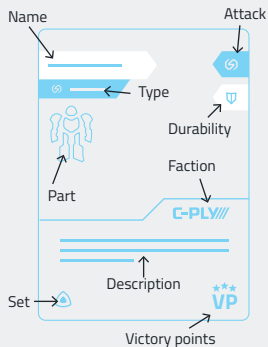 Name
Attack
Type
Durability
Faction
Part
C-PLY///
Description
Set
VP
Victory points